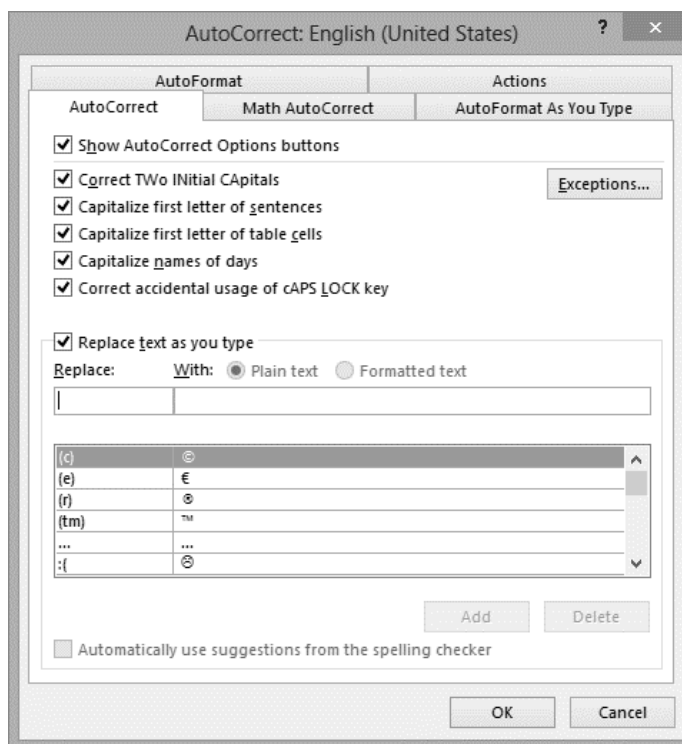 AutoCorrect: English (United States) ? ×
AutoFormat Actions
AutoCorrect Math AutoCorrect AutoFormat As You Type
Show AutoCorrect Options buttons
Correct TWo INitial CApitals Exceptions...
Capitalize first letter of sentences
Capitalize first letter of table cells
Capitalize names of days
Correct accidental usage of cAPS LOCK key
Replace text as you type
Replace: With: Plain text Formatted text
(c) ©
(e) €
(r) ®
(tm) ™
... ...
:( ☹
Add Delete
Automatically use suggestions from the spelling checker
OK Cancel